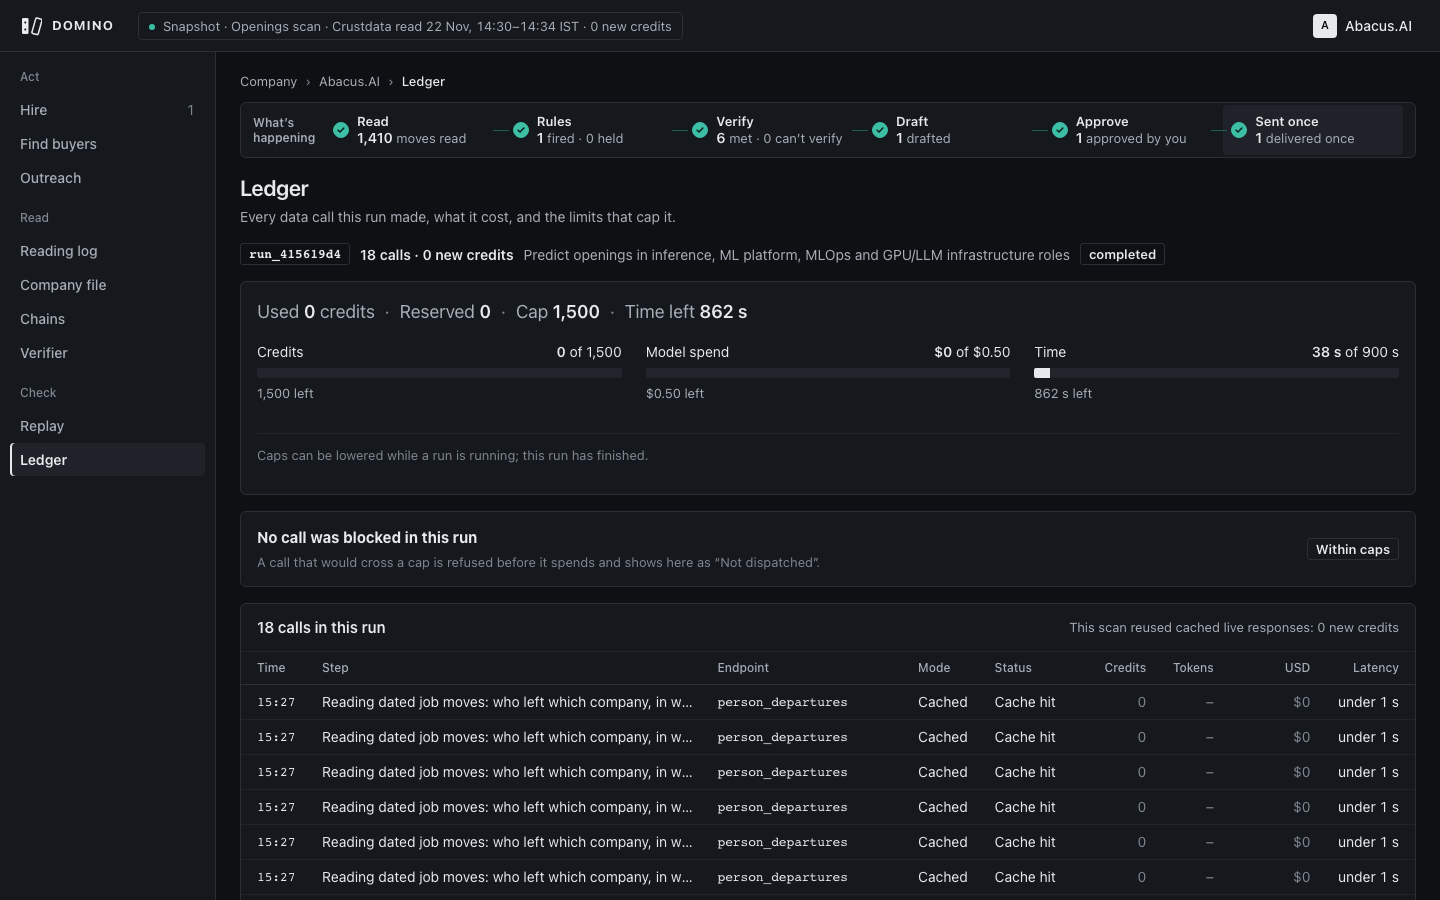 DOMINO
Snapshot · Openings scan · Crustdata read 22 Nov, 14:30–14:34 IST · 0 new credits
A Abacus.AI
Act
Hire 1
Find buyers
Outreach
Read
Reading log
Company file
Chains
Verifier
Check
Replay
Ledger
Company › Abacus.AI › Ledger
What's happening
Read
1,410 moves read
Rules
1 fired · 0 held
Verify
6 met · 0 can't verify
Draft
1 drafted
Approve
1 approved by you
Sent once
1 delivered once
Ledger
Every data call this run made, what it cost, and the limits that cap it.
run_415619d4 18 calls · 0 new credits Predict openings in inference, ML platform, MLOps and GPU/LLM infrastructure roles completed
Used 0 credits · Reserved 0 · Cap 1,500 · Time left 862 s
Credits 0 of 1,500
1,500 left
Model spend $0 of $0.50
$0.50 left
Time 38 s of 900 s
862 s left
Caps can be lowered while a run is running; this run has finished.
No call was blocked in this run
A call that would cross a cap is refused before it spends and shows here as “Not dispatched”.
Within caps
18 calls in this run
This scan reused cached live responses: 0 new credits
Time Step Endpoint Mode Status Credits Tokens USD Latency
15:27 Reading dated job moves: who left which company, in w... person_departures Cached Cache hit 0 – $0 under 1 s
15:27 Reading dated job moves: who left which company, in w... person_departures Cached Cache hit 0 – $0 under 1 s
15:27 Reading dated job moves: who left which company, in w... person_departures Cached Cache hit 0 – $0 under 1 s
15:27 Reading dated job moves: who left which company, in w... person_departures Cached Cache hit 0 – $0 under 1 s
15:27 Reading dated job moves: who left which company, in w... person_departures Cached Cache hit 0 – $0 under 1 s
15:27 Reading dated job moves: who left which company, in w... person_departures Cached Cache hit 0 – $0 under 1 s